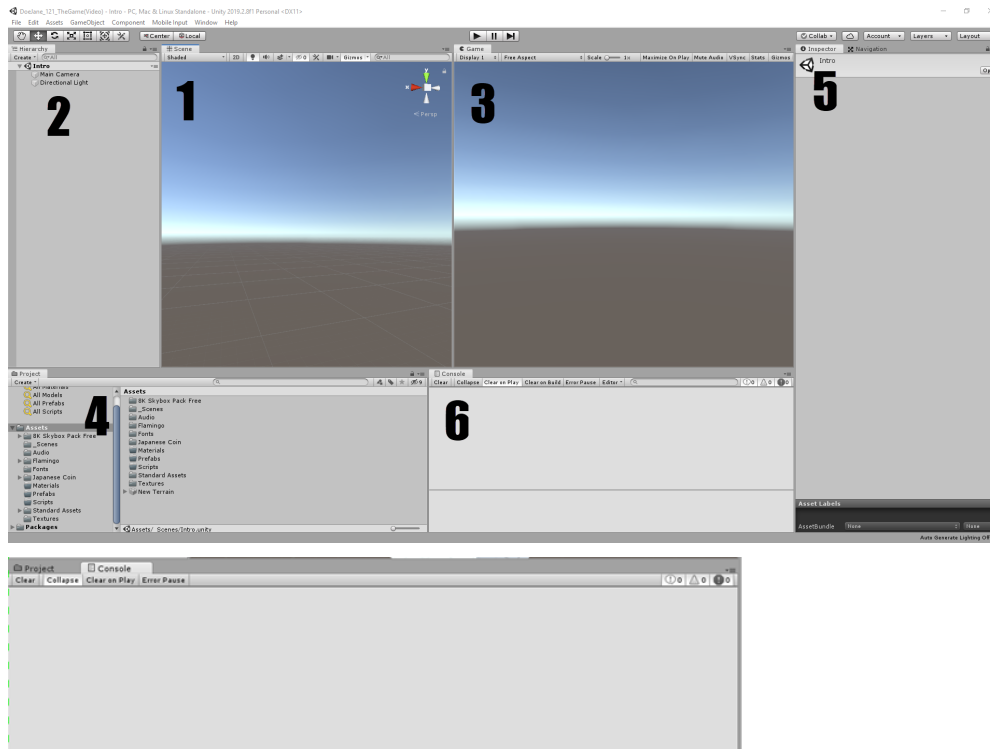 DoeJane_121_TheGame(Video) - Intro - PC, Mac & Linux Standalone - Unity 2019.2.8f1 Personal <DX11>
File Edit Assets GameObject Component Mobile Input Window Help
Center Local Collab Account Layers Layout
Hierarchy
Create All
Intro
Main Camera
Directional Light
2
Scene
Shaded 2D 0 Gizmos All
y
x
Persp
1
Game
Display 1 Free Aspect Scale 1x Maximize On Play Mute Audio VSync Stats Gizmos
3
Inspector Navigation
Intro
Op
5
Project
Create 9
All Materials
All Models
All Prefabs
All Scripts
4
Assets
8K Skybox Pack Free
_Scenes
Audio
Flamingo
Fonts
Japanese Coin
Materials
Prefabs
Scripts
Standard Assets
Textures
Packages
Assets
8K Skybox Pack Free
_Scenes
Audio
Flamingo
Fonts
Japanese Coin
Materials
Prefabs
Scripts
Standard Assets
Textures
New Terrain
Assets/_Scenes/Intro.unity
Console
Clear Collapse Clear on Play Clear on Build Error Pause Editor 0 0 0
6
Asset Labels
AssetBundle None None
Auto Generate Lighting Off
Project Console
Clear Collapse Clear on Play Error Pause 0 0 0